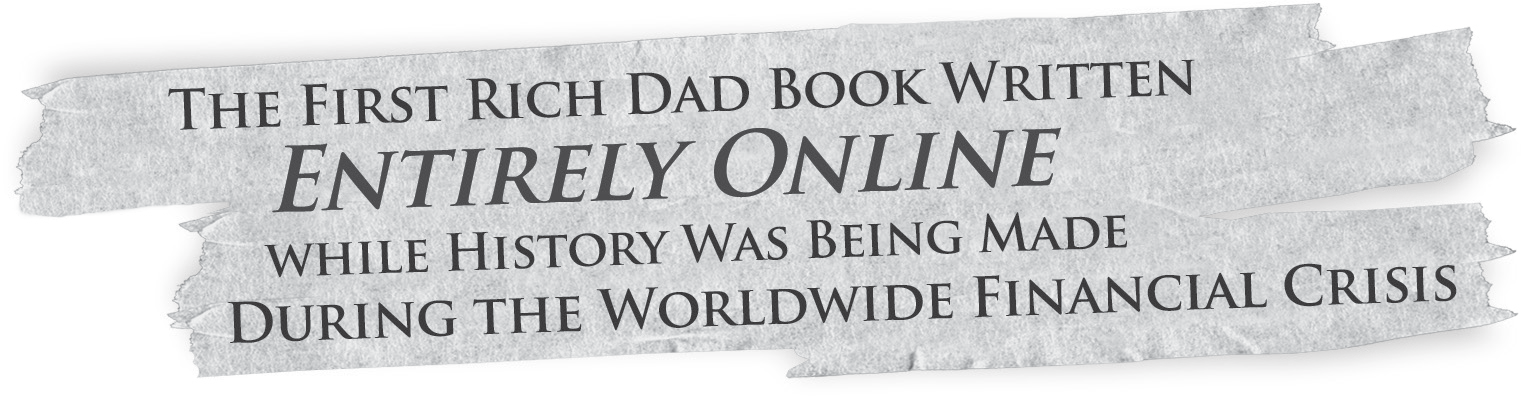 The First Rich Dad Book Written
Entirely Online
while History Was Being Made
During the Worldwide Financial Crisis